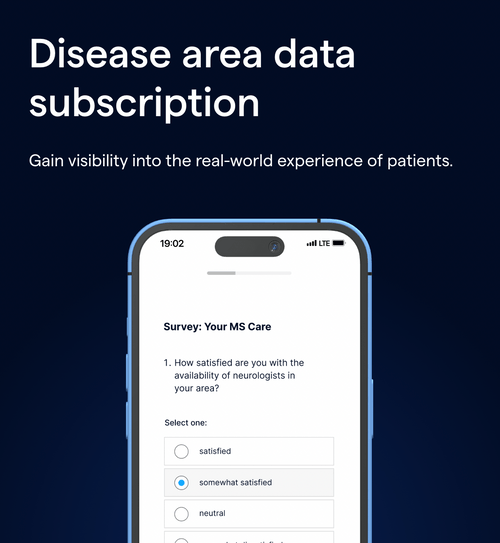 Disease area data
subscription
Gain visibility into the real-world experience of patients.
19:02
LTE
Survey: Your MS Care
1. How satisfied are you with the
availability of neurologists in
your area?
Select one:
satisfied
somewhat satisfied
neutral